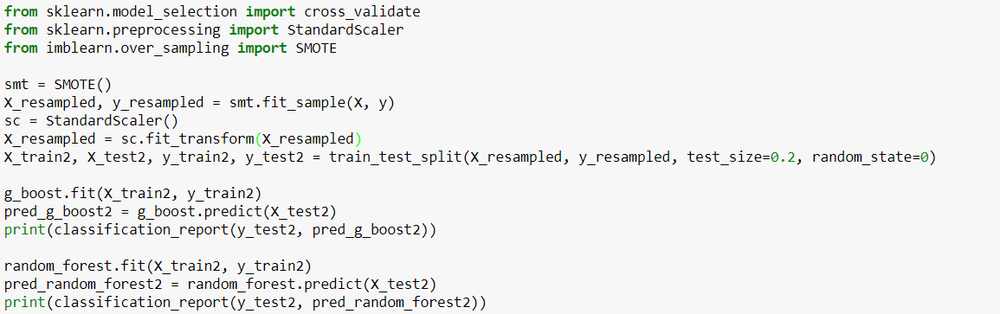 from sklearn.model_selection import cross_validate
from sklearn.preprocessing import StandardScaler
from imblearn.over_sampling import SMOTE
smt = SMOTE()
X_resampled, y_resampled = smt.fit_sample(X, y)
sc = StandardScaler()
X_resampled = sc.fit_transform(X_resampled)
X_train2, X_test2, y_train2, y_test2 = train_test_split(X_resampled, y_resampled, test_size=0.2, random_state=0)
g_boost.fit(X_train2, y_train2)
pred_g_boost2 = g_boost.predict(X_test2)
print(classification_report(y_test2, pred_g_boost2))
random_forest.fit(X_train2, y_train2)
pred_random_forest2 = random_forest.predict(X_test2)
print(classification_report(y_test2, pred_random_forest2))